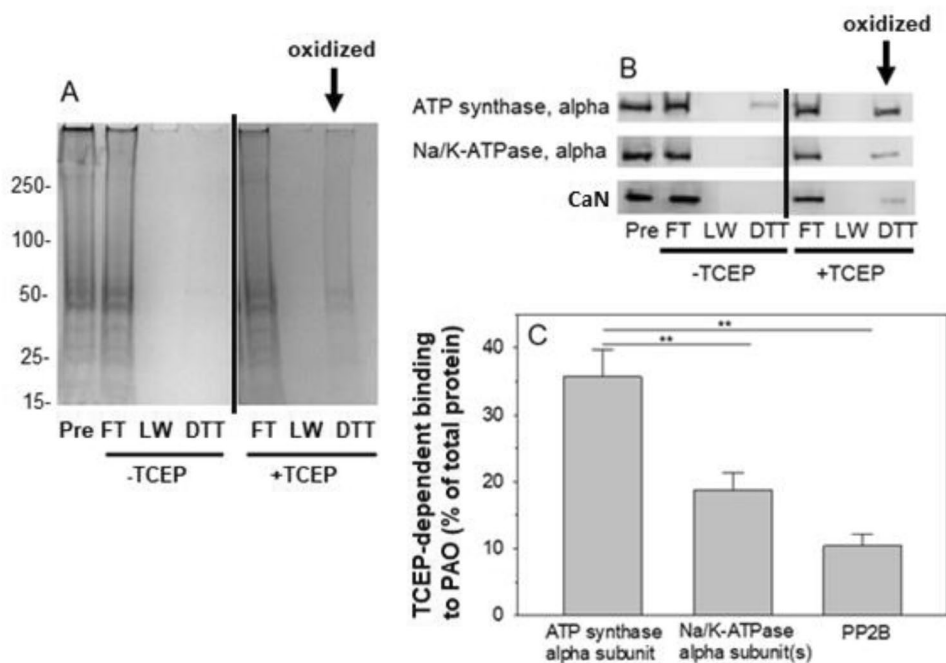 oxidized
A
250-
100-
50-
25-
15-
Pre FT LW DTT FT LW DTT
-TCEP +TCEP
oxidized
B
ATP synthase, alpha
Na/K-ATPase, alpha
CaN
Pre FT LW DTT FT LW DTT
-TCEP +TCEP
C
TCEP-dependent binding
to PAO (% of total protein)
40
30
20
10
0
**
**
ATP synthase
alpha subunit
Na/K-ATPase
alpha subunit(s)
PP2B